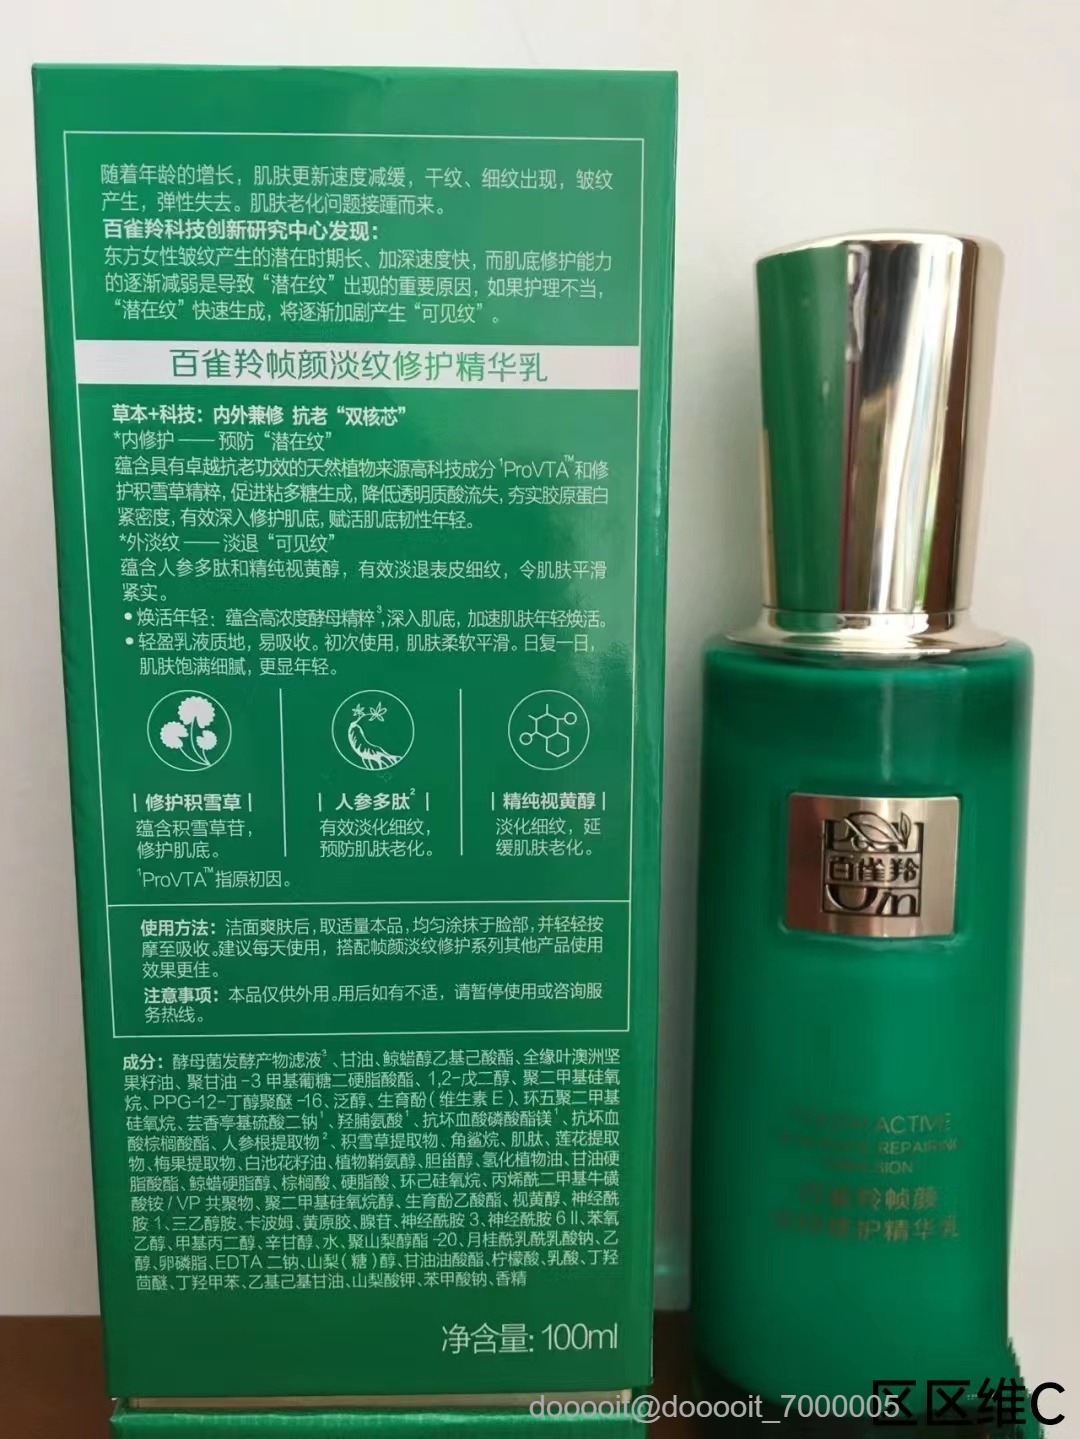 随着年龄的增长，肌肤更新速度减缓，干纹、细纹出现，皱纹
产生，弹性失去。肌肤老化问题接踵而来。
百雀羚科技创新研究中心发现：
东方女性皱纹产生的潜在时期长、加深速度快，而肌底修护能力
的逐渐减弱是导致“潜在纹”出现的重要原因，如果护理不当，
“潜在纹”快速生成，将逐渐加剧产生“可见纹”。
百雀羚帧颜淡纹修护精华乳
草本+科技：内外兼修 抗老“双核芯”
*内修护——预防“潜在纹”
蕴含具有卓越抗老功效的天然植物来源高科技成分¹ProVTA™和修
护积雪草精粹，促进粘多糖生成，降低透明质酸流失，夯实胶原蛋白
紧密度，有效深入修护肌底，赋活肌底韧性年轻。
*外淡纹——淡退“可见纹”
蕴含人参多肽和精纯视黄醇，有效淡退表皮细纹，令肌肤平滑
紧实。
•焕活年轻：蕴含高浓度酵母精粹³，深入肌底，加速肌肤年轻焕活。
•轻盈乳液质地，易吸收。初次使用，肌肤柔软平滑。日复一日，
肌肤饱满细腻，更显年轻。
|修护积雪草|
蕴含积雪草苷，
修护肌底。
|人参多肽²|
有效淡化细纹，
预防肌肤老化。
|精纯视黄醇|
淡化细纹，延
缓肌肤老化。
¹ProVTA™指原初因。
使用方法：洁面爽肤后，取适量本品，均匀涂抹于脸部，并轻轻按
摩至吸收。建议每天使用，搭配帧颜淡纹修护系列其他产品使用
效果更佳。
注意事项：本品仅供外用。用后如有不适，请暂停使用或咨询服
务热线。
成分：酵母菌发酵产物滤液³、甘油、鲸蜡醇乙基己酸酯、全缘叶澳洲坚
果籽油、聚甘油-3 甲基葡糖二硬脂酸酯、1,2-戊二醇、聚二甲基硅氧
烷、PPG-12-丁醇聚醚-16、泛醇、生育酚(维生素E)、环五聚二甲基
硅氧烷、芸香亭基硫酸二钠¹、羟脯氨酸¹、抗坏血酸磷酸酯镁¹、抗坏血
酸棕榈酸酯、人参根提取物²、积雪草提取物、角鲨烷、肌肽、莲花提取
物、梅果提取物、白池花籽油、植物鞘氨醇、胆甾醇、氢化植物油、甘油硬
脂酸酯、鲸蜡硬脂醇、棕榈酸、硬脂酸、环己硅氧烷、丙烯酰二甲基牛磺
酸铵/VP共聚物、聚二甲基硅氧烷醇、生育酚乙酸酯、视黄醇、神经酰
胺1、三乙醇胺、卡波姆、黄原胶、腺苷、神经酰胺3、神经酰胺6 II、苯氧
乙醇、甲基丙二醇、辛甘醇、水、聚山梨醇酯-20、月桂酰乳酰乳酸钠、乙
醇、卵磷脂、EDTA二钠、山梨(糖)醇、甘油油酸酯、柠檬酸、乳酸、丁羟
茴醚、丁羟甲苯、乙基己基甘油、山梨酸钾、苯甲酸钠、香精
净含量：100ml
百雀羚
ACTIVE
REPAIRING
帧颜
修护精华乳
dooooit@dooooit_7000005
区区维C